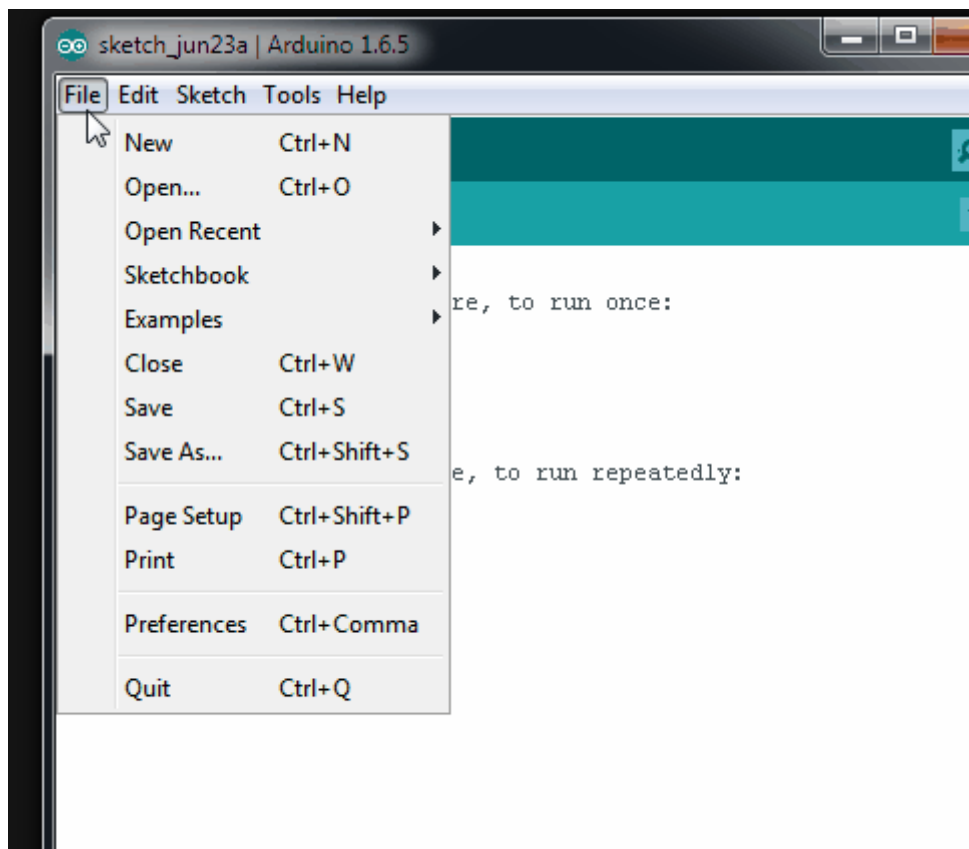 sketch_jun23a | Arduino 1.6.5
File Edit Sketch Tools Help
New Ctrl+N
Open... Ctrl+O
Open Recent
Sketchbook
re, to run once:
Examples
Close Ctrl+W
Save Ctrl+S
Save As... Ctrl+Shift+S
e, to run repeatedly:
Page Setup Ctrl+Shift+P
Print Ctrl+P
Preferences Ctrl+Comma
Quit Ctrl+Q